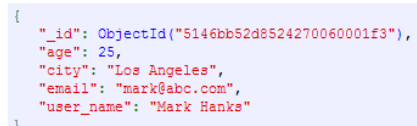 {
"_id": ObjectId("5146bb52d8524270060001f3"),
"age": 25,
"city": "Los Angeles",
"email": "mark@abc.com",
"user_name": "Mark Hanks"
}